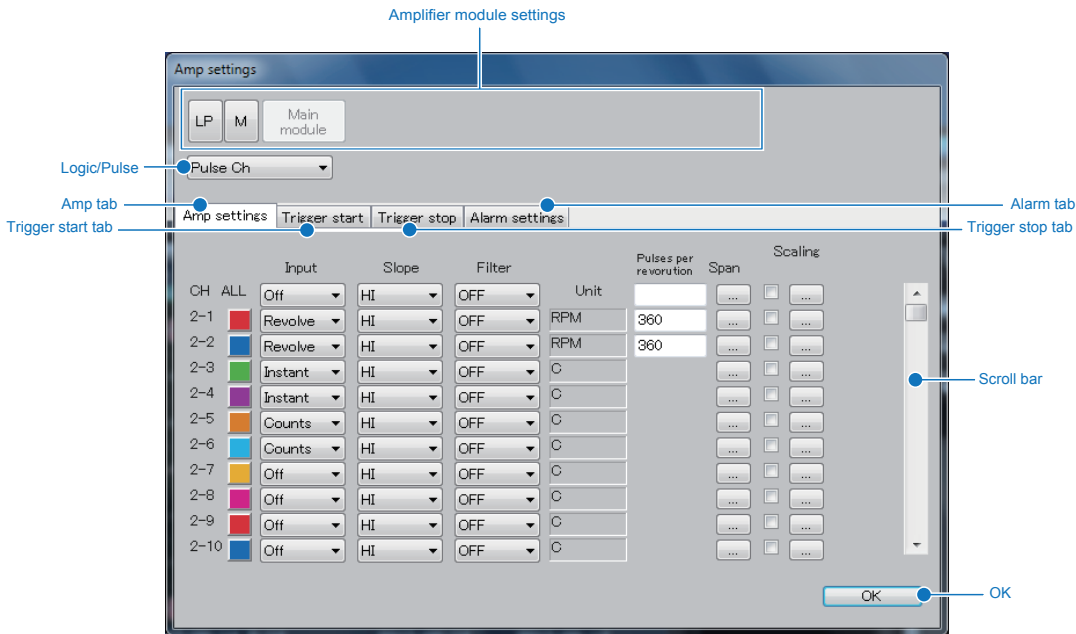 Amplifier module settings
Amp settings
LP M Main module
Logic/Pulse Pulse Ch
Amp tab Alarm tab
Amp settings Trigger start Trigger stop Alarm settings
Trigger start tab Trigger stop tab
Input Slope Filter Pulses per revorution Span Scaling
CH ALL Off HI OFF Unit ... ...
2-1 Revolve HI OFF RPM 360 ... ...
2-2 Revolve HI OFF RPM 360 ... ...
2-3 Instant HI OFF C ... ...
2-4 Instant HI OFF C ... ...
Scroll bar
2-5 Counts HI OFF C ... ...
2-6 Counts HI OFF C ... ...
2-7 Off HI OFF C ... ...
2-8 Off HI OFF C ... ...
2-9 Off HI OFF C ... ...
2-10 Off HI OFF C ... ...
OK OK